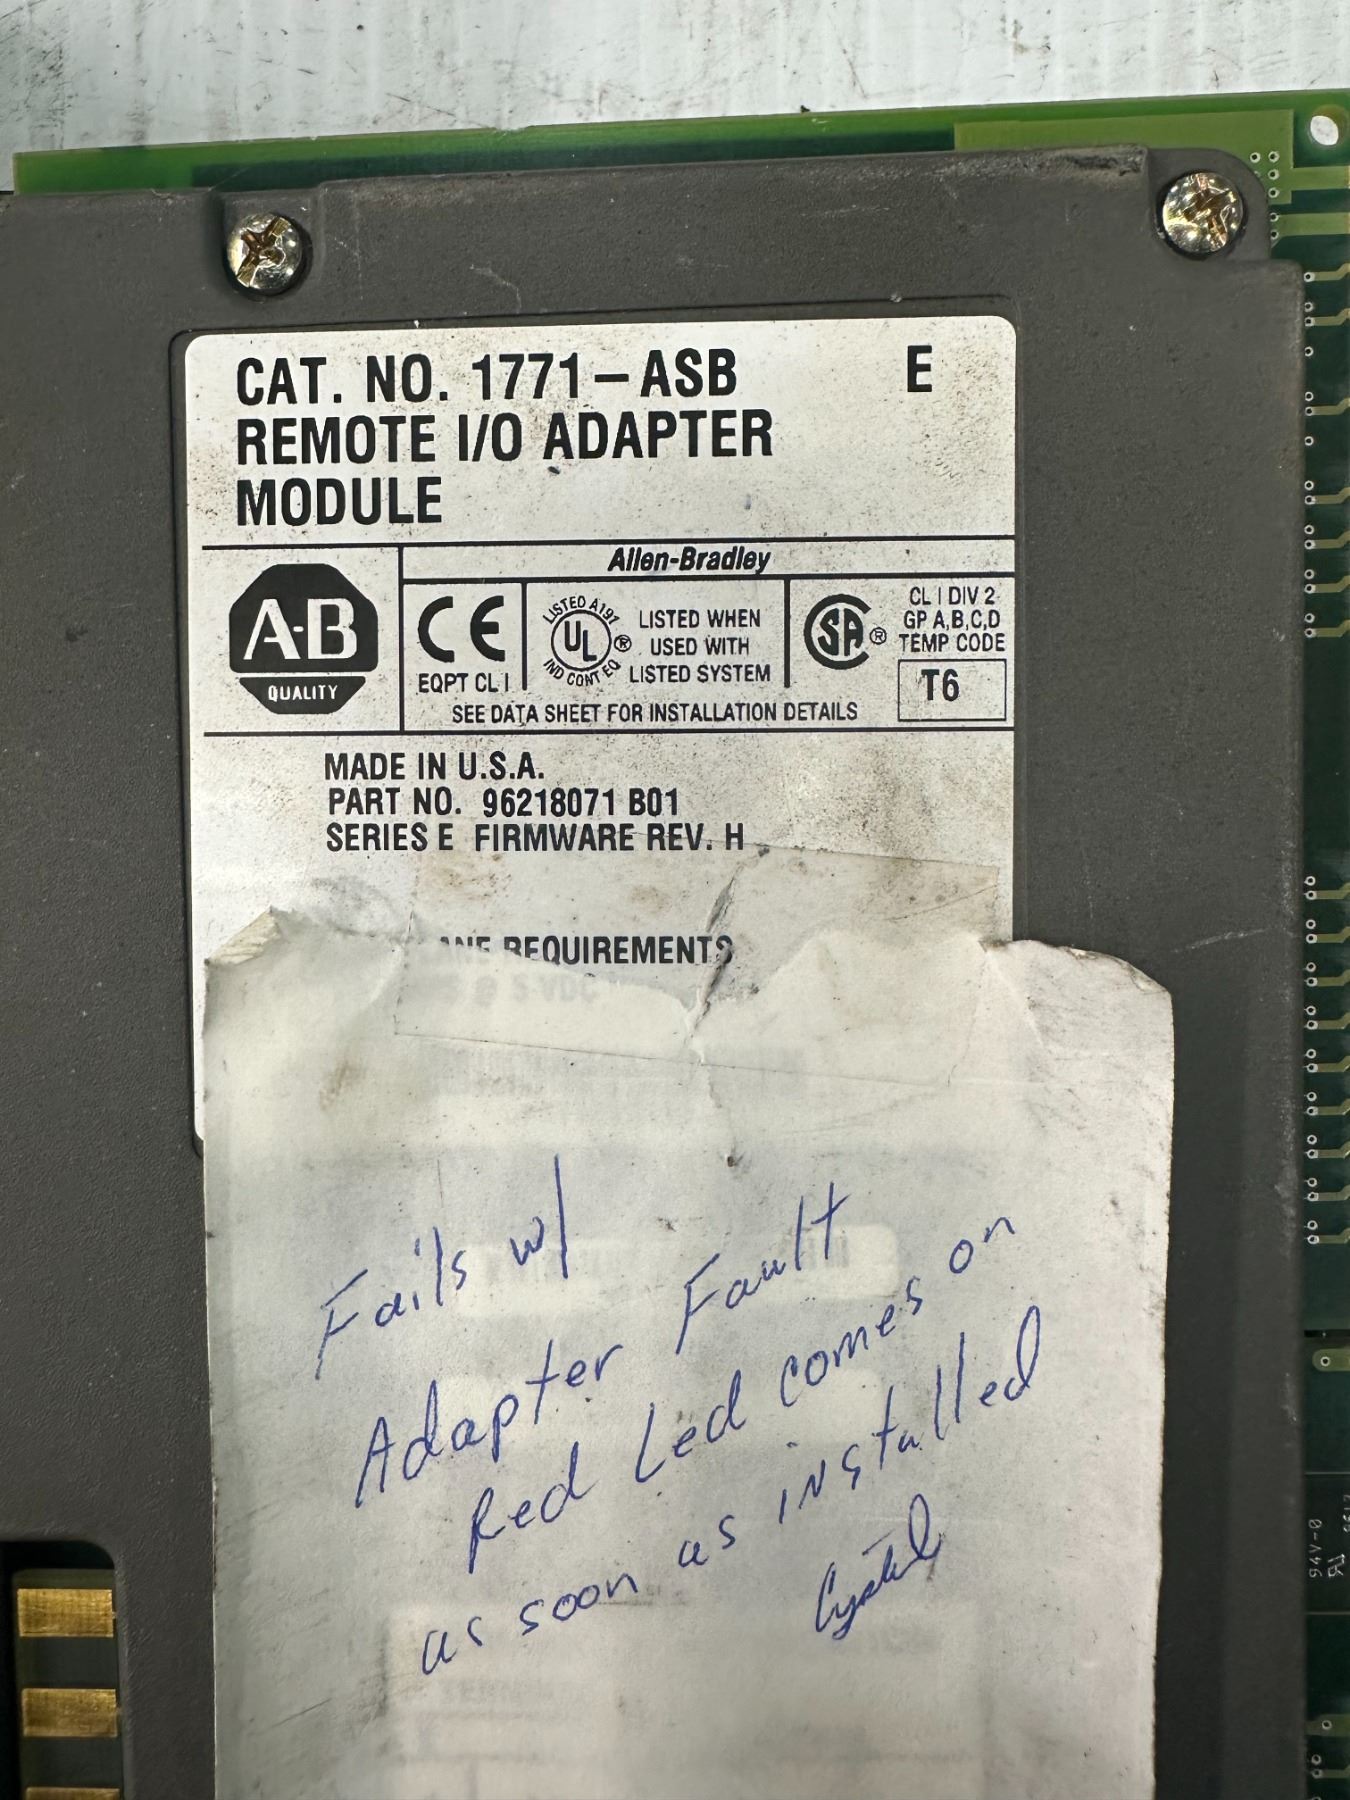 CAT. NO. 1771-ASB E
REMOTE I/O ADAPTER
MODULE
Allen-Bradley
A-B
QUALITY
CE
EQPT CL I
LISTED A197
UL ®
IND CONT EQ
LISTED WHEN
USED WITH
LISTED SYSTEM
SA ®
CL I DIV 2
GP A,B,C,D
TEMP CODE
T6
SEE DATA SHEET FOR INSTALLATION DETAILS
MADE IN U.S.A.
PART NO. 96218071 B01
SERIES E FIRMWARE REV. H
REQUIREMENTS
@ 5 VDC
Fails w/
Adapter Fault
Red Led comes on
as soon as installed
94V-0